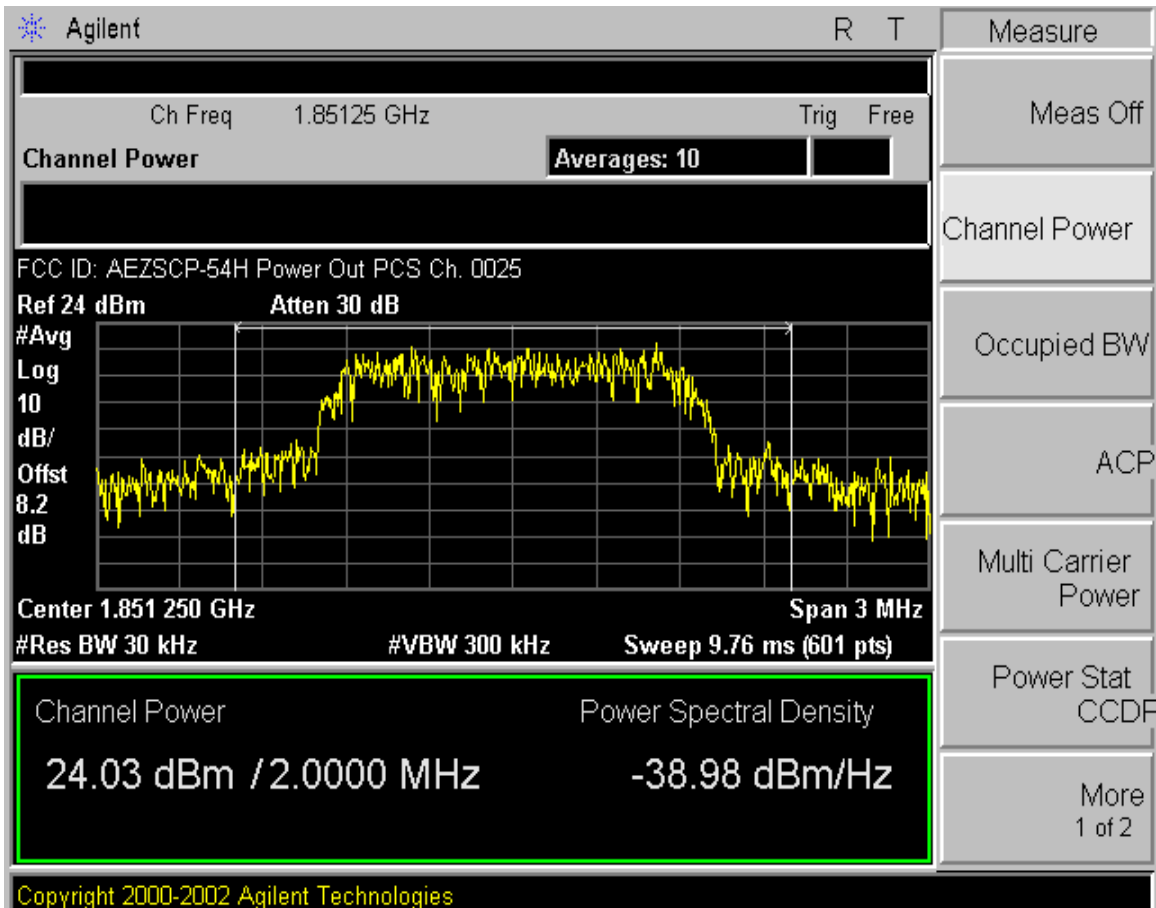 Agilent R T
Measure
Ch Freq 1.85125 GHz Trig Free
Channel Power Averages: 10
FCC ID: AEZSCP-54H Power Out PCS Ch. 0025
Ref 24 dBm Atten 30 dB
#Avg
Log
10
dB/
Offst
8.2
dB
Center 1.851 250 GHz Span 3 MHz
#Res BW 30 kHz #VBW 300 kHz Sweep 9.76 ms (601 pts)
Channel Power Power Spectral Density
24.03 dBm / 2.0000 MHz -38.98 dBm/Hz
Copyright 2000-2002 Agilent Technologies
Meas Off
Channel Power
Occupied BW
ACP
Multi Carrier
Power
Power Stat
CCDF
More
1 of 2